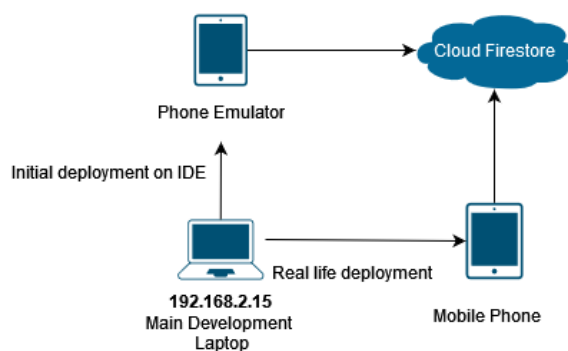 Cloud Firestore
Phone Emulator
Initial deployment on IDE
Real life deployment
192.168.2.15
Main Development
Laptop
Mobile Phone